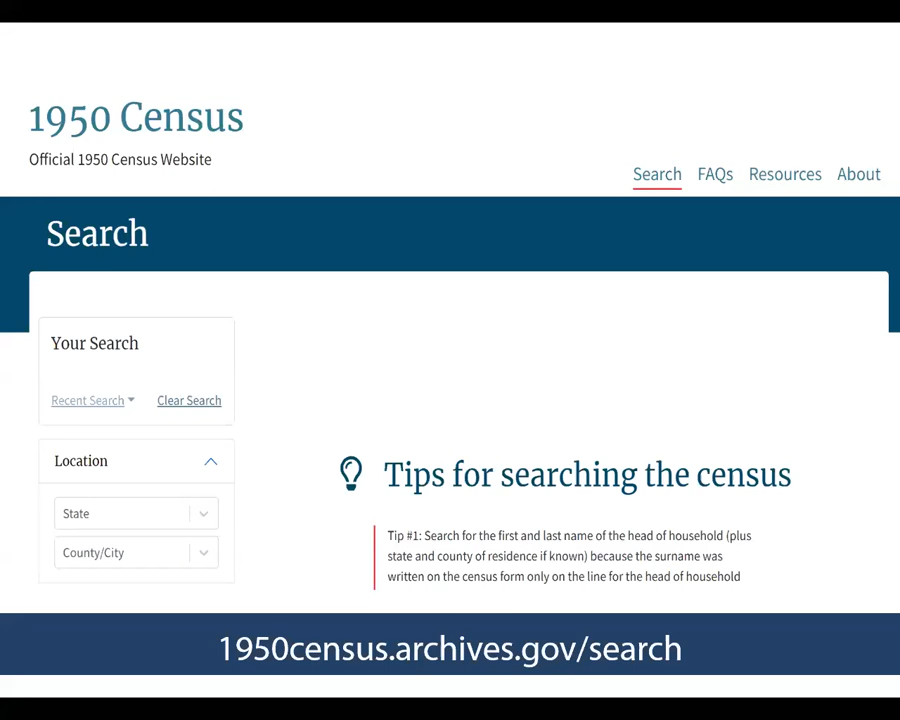 1950 Census
Official 1950 Census Website
Search FAQs Resources About
Search
Your Search
Recent Search Clear Search
Location
State
County/City
Tips for searching the census
Tip #1: Search for the first and last name of the head of household (plus
state and county of residence if known) because the surname was
written on the census form only on the line for the head of household
1950census.archives.gov/search